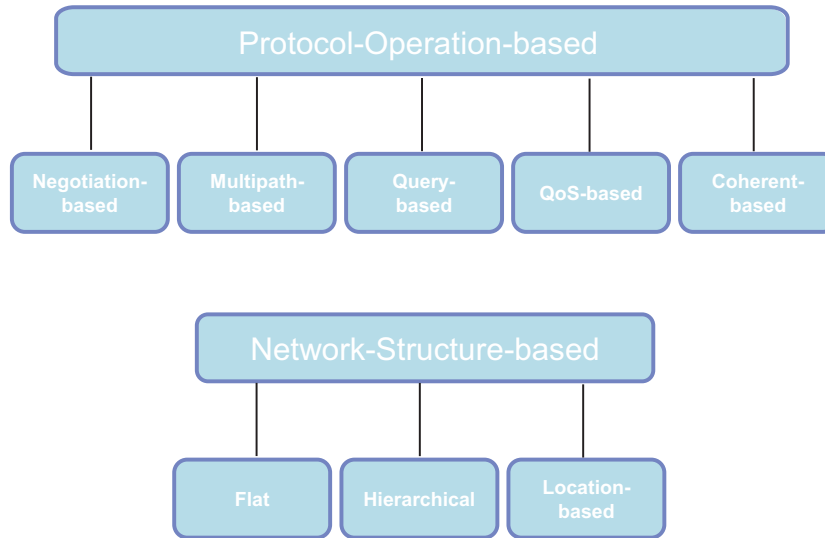 Protocol-Operation-based
Negotiation-
based
Multipath-
based
Query-
based
QoS-based
Coherent-
based
Network-Structure-based
Flat
Hierarchical
Location-
based